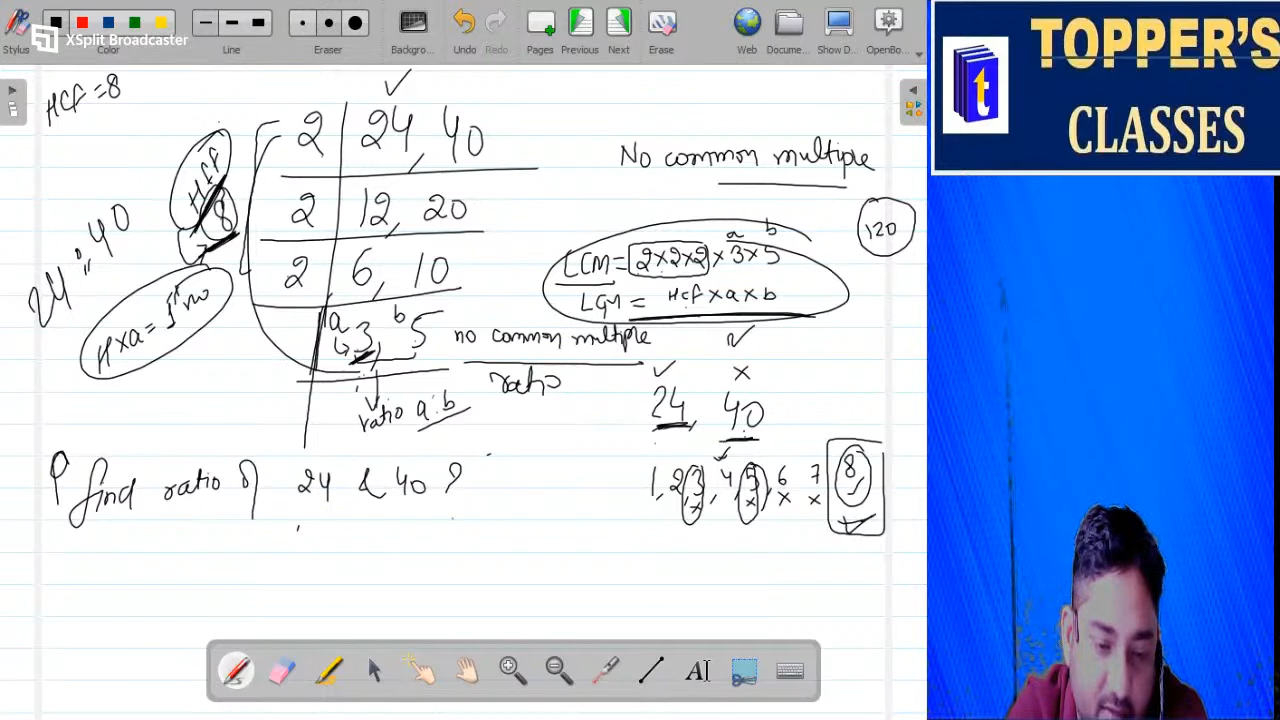 Stylus
XSplit Broadcaster
Line
Eraser
Backgro...
Undo
Redo
Pages
Previous
Next
Erase
Web
Docume...
Show D...
OpenBo...
TOPPER'S
CLASSES
t
HCF = 8
2 | 24, 40
2 | 12, 20
2 | 6, 10
a 3, b 5
no common multiple
ratio
ratio a:b
HCF
8
24 : 40
H×a = 1st no
No common multiple
120
a b
LCM = 2×2×2 × 3×5
LCM = HCF × a × b
24, 40
1, 2, 3, 4, 5, 6 7 8
x x x x
find ratio of 24 & 40 ?